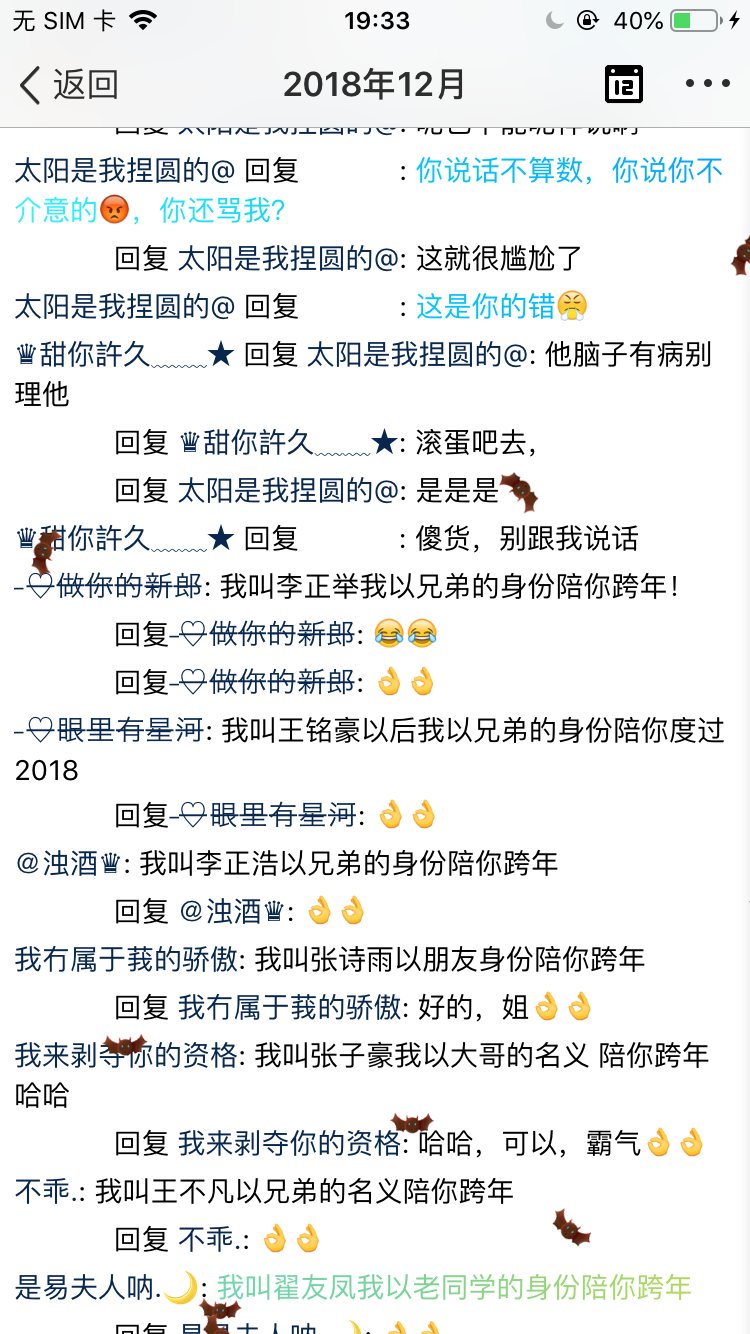 无 SIM 卡 19:33 40%
返回 2018年12月 12
太阳是我捏圆的@ 回复 : 你说话不算数，你说你不
介意的😡，你还骂我？
回复 太阳是我捏圆的@: 这就很尴尬了
太阳是我捏圆的@ 回复 : 这是你的错😤
♛甜你許久﹏﹏★ 回复 太阳是我捏圆的@: 他脑子有病别
理他
回复 ♛甜你許久﹏﹏★: 滚蛋吧去，
回复 太阳是我捏圆的@: 是是是
♛甜你許久﹏﹏★ 回复 : 傻货，别跟我说话
-♡做你的新郎: 我叫李正举我以兄弟的身份陪你跨年！
回复-♡做你的新郎: 😂😂
回复-♡做你的新郎: 👌👌
-♡眼里有星河: 我叫王铭豪以后我以兄弟的身份陪你度过
2018
回复-♡眼里有星河: 👌👌
@浊酒♛: 我叫李正浩以兄弟的身份陪你跨年
回复 @浊酒♛: 👌👌
我冇属于莪的骄傲: 我叫张诗雨以朋友身份陪你跨年
回复 我冇属于莪的骄傲: 好的，姐👌👌
我来剥夺你的资格: 我叫张子豪我以大哥的名义 陪你跨年
哈哈
回复 我来剥夺你的资格: 哈哈，可以，霸气👌👌
不乖.: 我叫王不凡以兄弟的名义陪你跨年
回复 不乖.: 👌👌
是易夫人呐.🌙: 我叫翟友凤我以老同学的身份陪你跨年